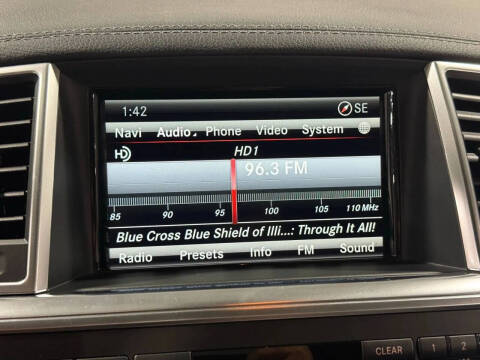 1:42 SE
Navi Audio Phone Video System
HD HD1
96.3 FM
85 90 95 100 105 110 MHz
Blue Cross Blue Shield of Illi...: Through It All!
Radio Presets Info FM Sound
CLEAR 1 2